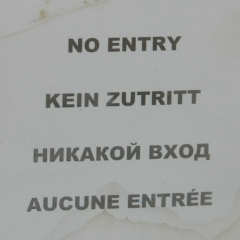 NO ENTRY
KEIN ZUTRITT
НИКАКОЙ ВХОД
AUCUNE ENTRÉE